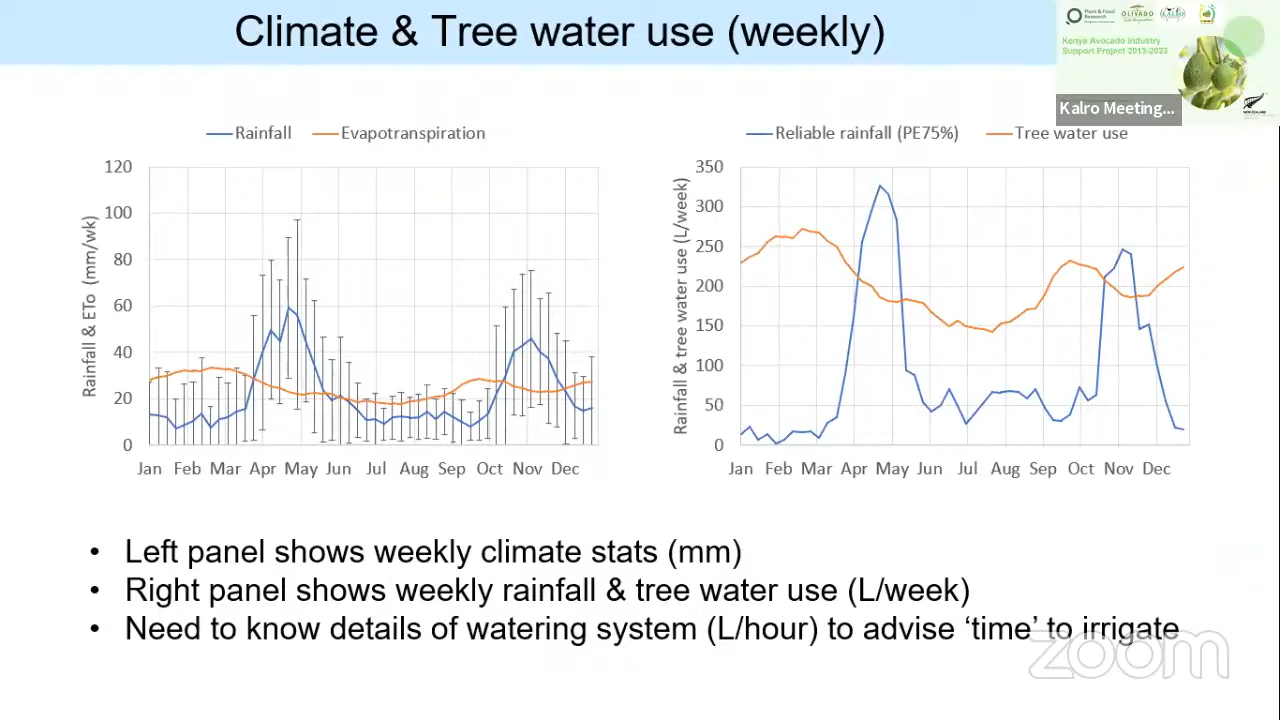 Climate & Tree water use (weekly)
Plant & Food
Research
OLIVADO
KALRO
Kenya Avocado Industry
Support Project 2013-2023
Kalro Meeting...
Rainfall
Evapotranspiration
Rainfall & ETo (mm/wk)
120
100
80
60
40
20
0
Jan Feb Mar Apr May Jun Jul Aug Sep Oct Nov Dec
Reliable rainfall (PE75%)
Tree water use
Rainfall & tree water use (L/week)
350
300
250
200
150
100
50
0
Jan Feb Mar Apr May Jun Jul Aug Sep Oct Nov Dec
• Left panel shows weekly climate stats (mm)
• Right panel shows weekly rainfall & tree water use (L/week)
• Need to know details of watering system (L/hour) to advise ‘time’ to irrigate
zoom